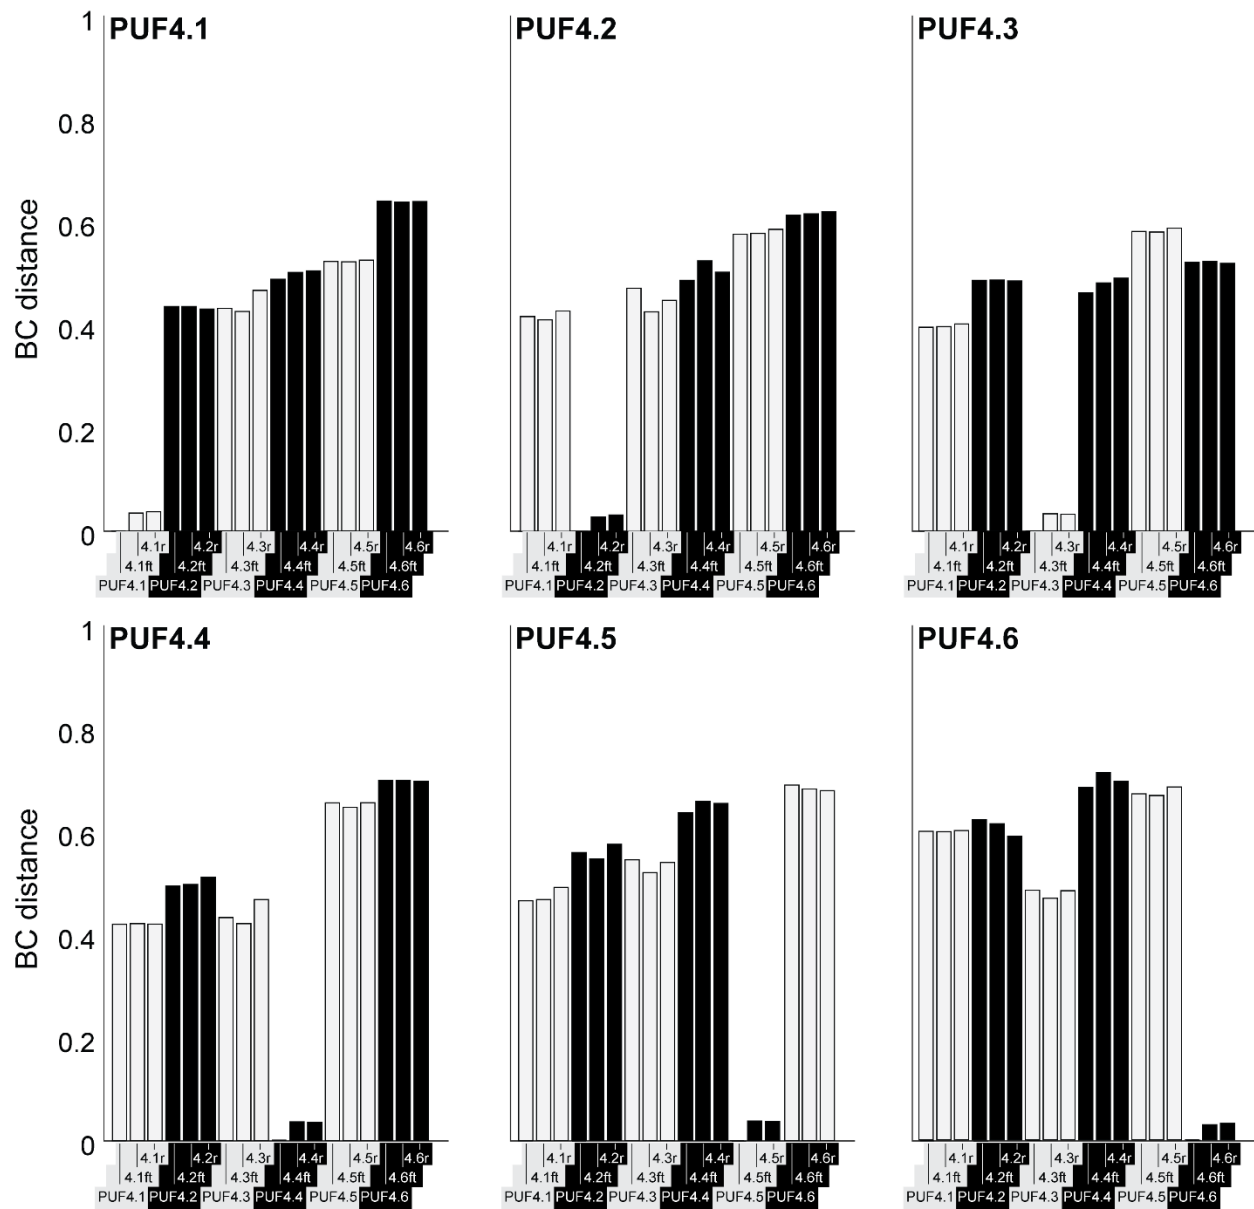 PUF4.1
PUF4.2
PUF4.3
1
0.8
0.6
0.4
0.2
0
BC distance
4.1r 4.2r 4.3r 4.4r 4.5r 4.6r
4.1ft 4.2ft 4.3ft 4.4ft 4.5ft 4.6ft
PUF4.1 PUF4.2 PUF4.3 PUF4.4 PUF4.5 PUF4.6
4.1r 4.2r 4.3r 4.4r 4.5r 4.6r
4.1ft 4.2ft 4.3ft 4.4ft 4.5ft 4.6ft
PUF4.1 PUF4.2 PUF4.3 PUF4.4 PUF4.5 PUF4.6
4.1r 4.2r 4.3r 4.4r 4.5r 4.6r
4.1ft 4.2ft 4.3ft 4.4ft 4.5ft 4.6ft
PUF4.1 PUF4.2 PUF4.3 PUF4.4 PUF4.5 PUF4.6
PUF4.4
PUF4.5
PUF4.6
1
0.8
0.6
0.4
0.2
0
BC distance
4.1r 4.2r 4.3r 4.4r 4.5r 4.6r
4.1ft 4.2ft 4.3ft 4.4ft 4.5ft 4.6ft
PUF4.1 PUF4.2 PUF4.3 PUF4.4 PUF4.5 PUF4.6
4.1r 4.2r 4.3r 4.4r 4.5r 4.6r
4.1ft 4.2ft 4.3ft 4.4ft 4.5ft 4.6ft
PUF4.1 PUF4.2 PUF4.3 PUF4.4 PUF4.5 PUF4.6
4.1r 4.2r 4.3r 4.4r 4.5r 4.6r
4.1ft 4.2ft 4.3ft 4.4ft 4.5ft 4.6ft
PUF4.1 PUF4.2 PUF4.3 PUF4.4 PUF4.5 PUF4.6